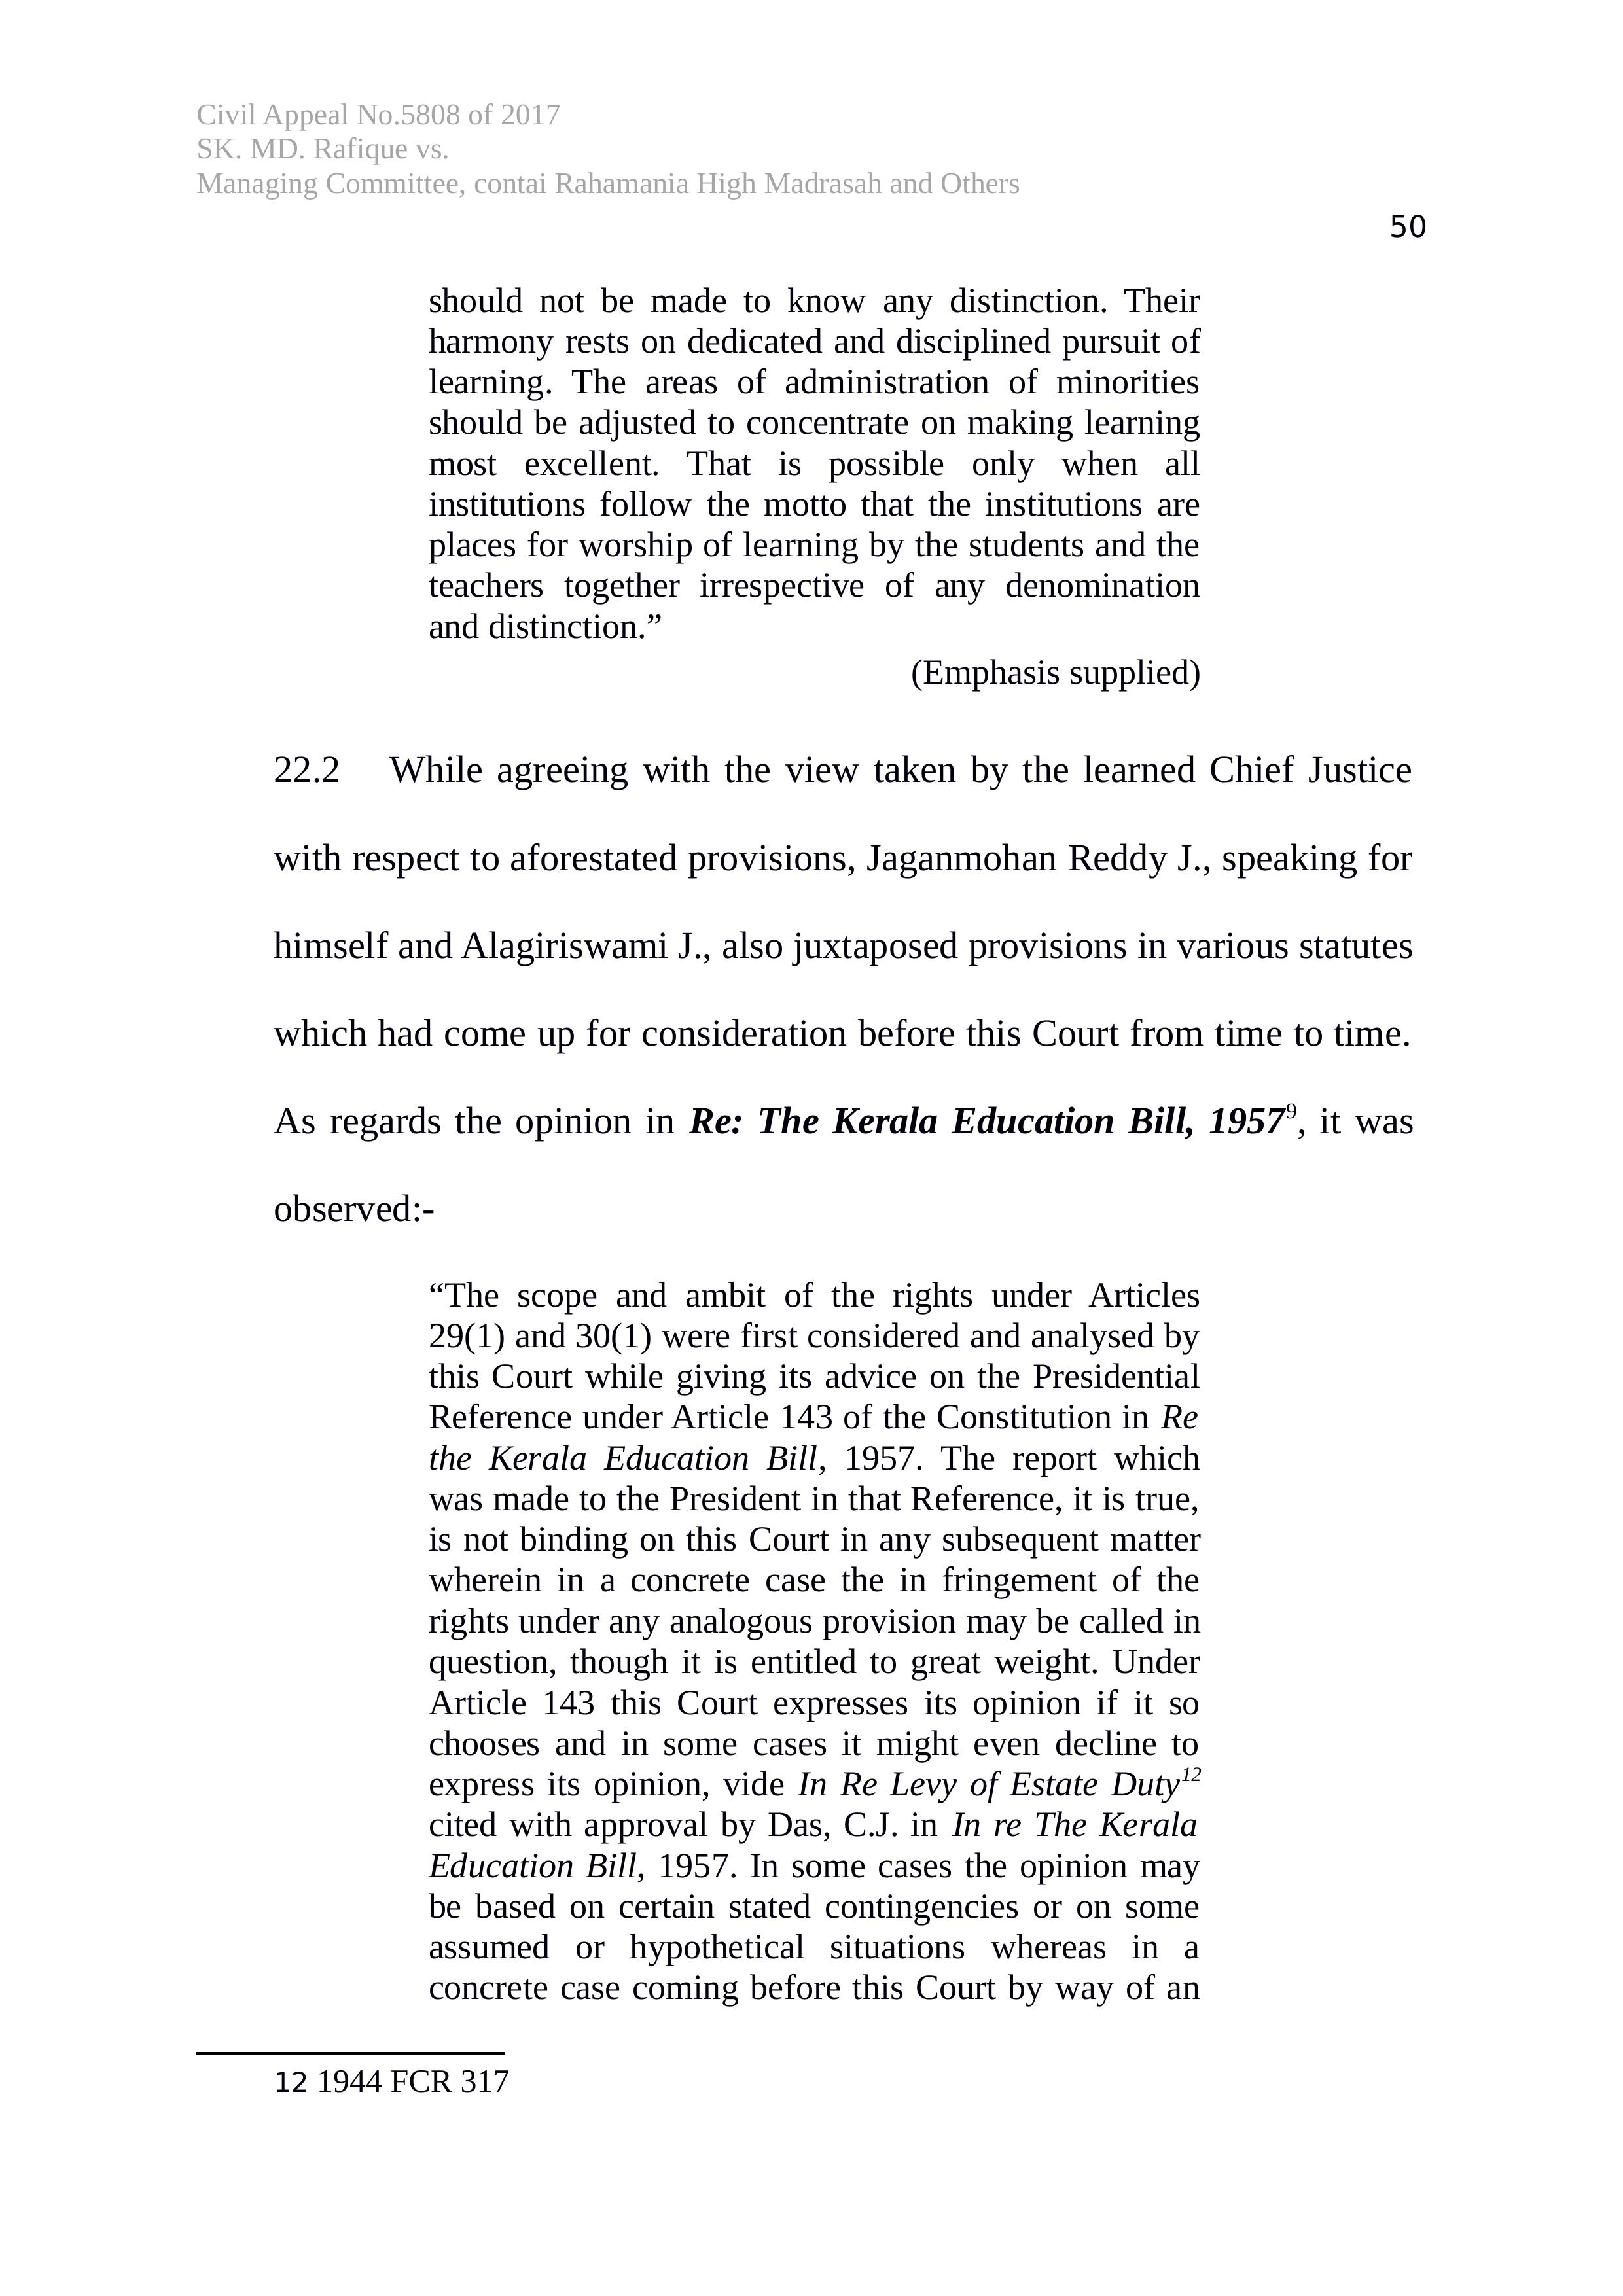 Civil Appeal No.5808 of 2017
SK. MD. Rafique vs.
Managing Committee, contai Rahamania High Madrasah and Others
50
should not be made to know any distinction. Their
harmony rests on dedicated and disciplined pursuit of
learning. The areas of administration of minorities
should be adjusted to concentrate on making learning
most excellent. That is possible only when all
institutions follow the motto that the institutions are
places for worship of learning by the students and the
teachers together irrespective of any denomination
and distinction.”
(Emphasis supplied)
22.2 While agreeing with the view taken by the learned Chief Justice
with respect to aforestated provisions, Jaganmohan Reddy J., speaking for
himself and Alagiriswami J., also juxtaposed provisions in various statutes
which had come up for consideration before this Court from time to time.
As regards the opinion in Re: The Kerala Education Bill, 1957⁹, it was
observed:-
“The scope and ambit of the rights under Articles
29(1) and 30(1) were first considered and analysed by
this Court while giving its advice on the Presidential
Reference under Article 143 of the Constitution in Re
the Kerala Education Bill, 1957. The report which
was made to the President in that Reference, it is true,
is not binding on this Court in any subsequent matter
wherein in a concrete case the in fringement of the
rights under any analogous provision may be called in
question, though it is entitled to great weight. Under
Article 143 this Court expresses its opinion if it so
chooses and in some cases it might even decline to
express its opinion, vide In Re Levy of Estate Duty¹²
cited with approval by Das, C.J. in In re The Kerala
Education Bill, 1957. In some cases the opinion may
be based on certain stated contingencies or on some
assumed or hypothetical situations whereas in a
concrete case coming before this Court by way of an
12 1944 FCR 317